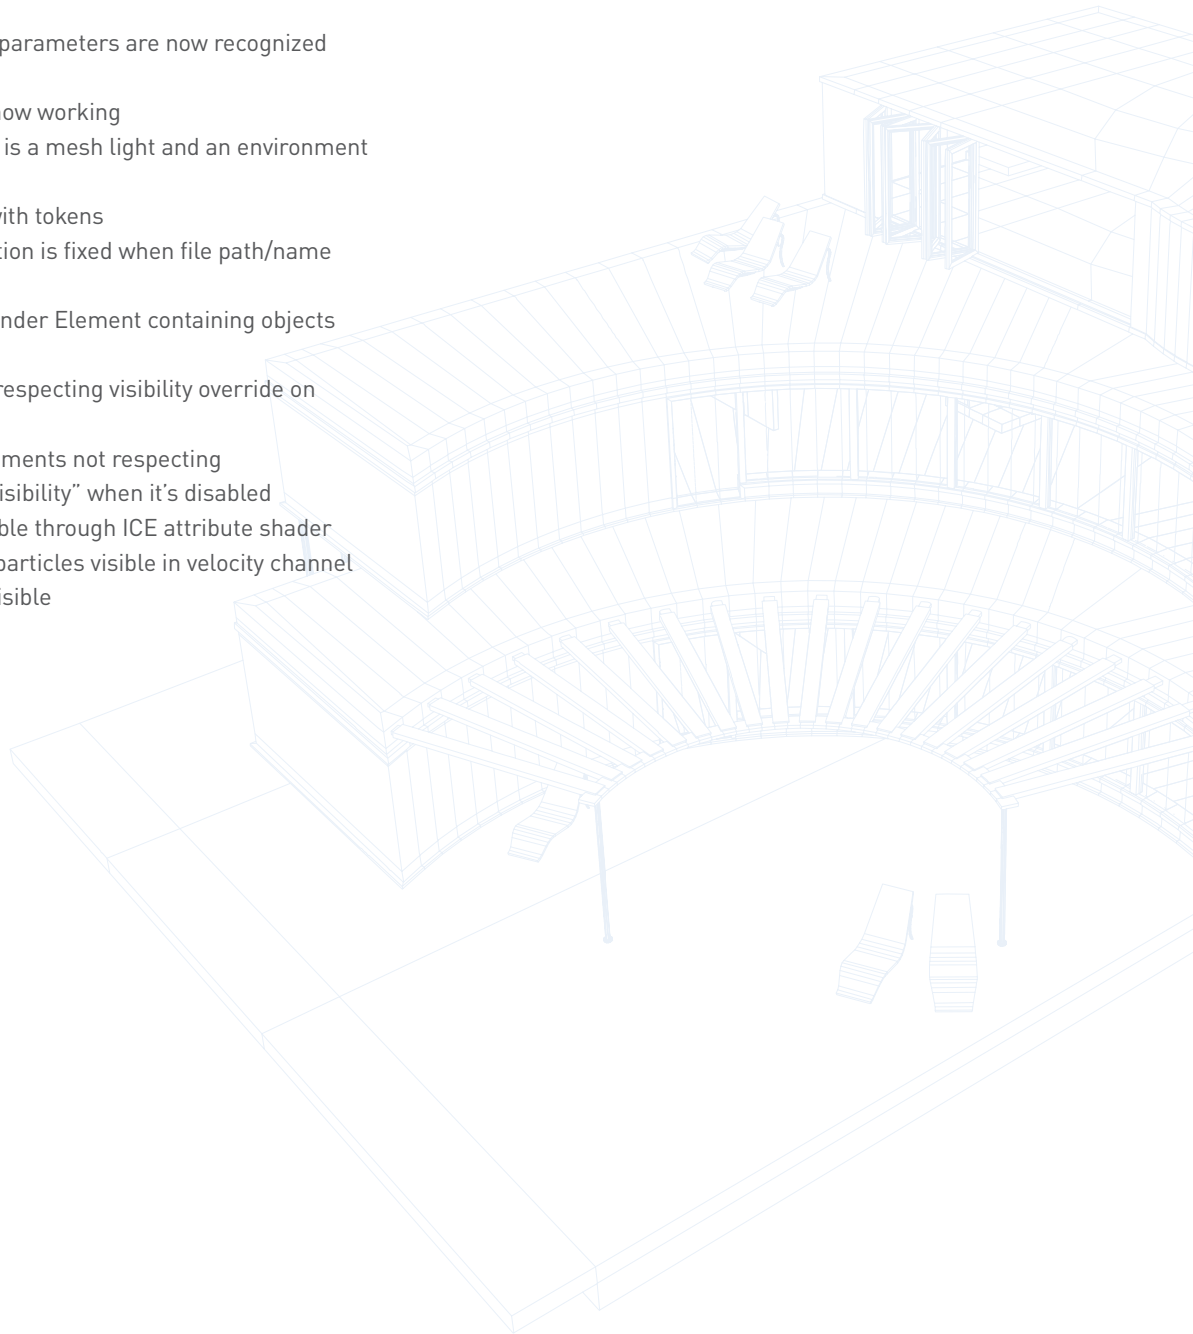 parameters are now recognized
now working
is a mesh light and an environment
with tokens
tion is fixed when file path/name
nder Element containing objects
respecting visibility override on
ments not respecting
isibility” when it’s disabled
ble through ICE attribute shader
particles visible in velocity channel
isible